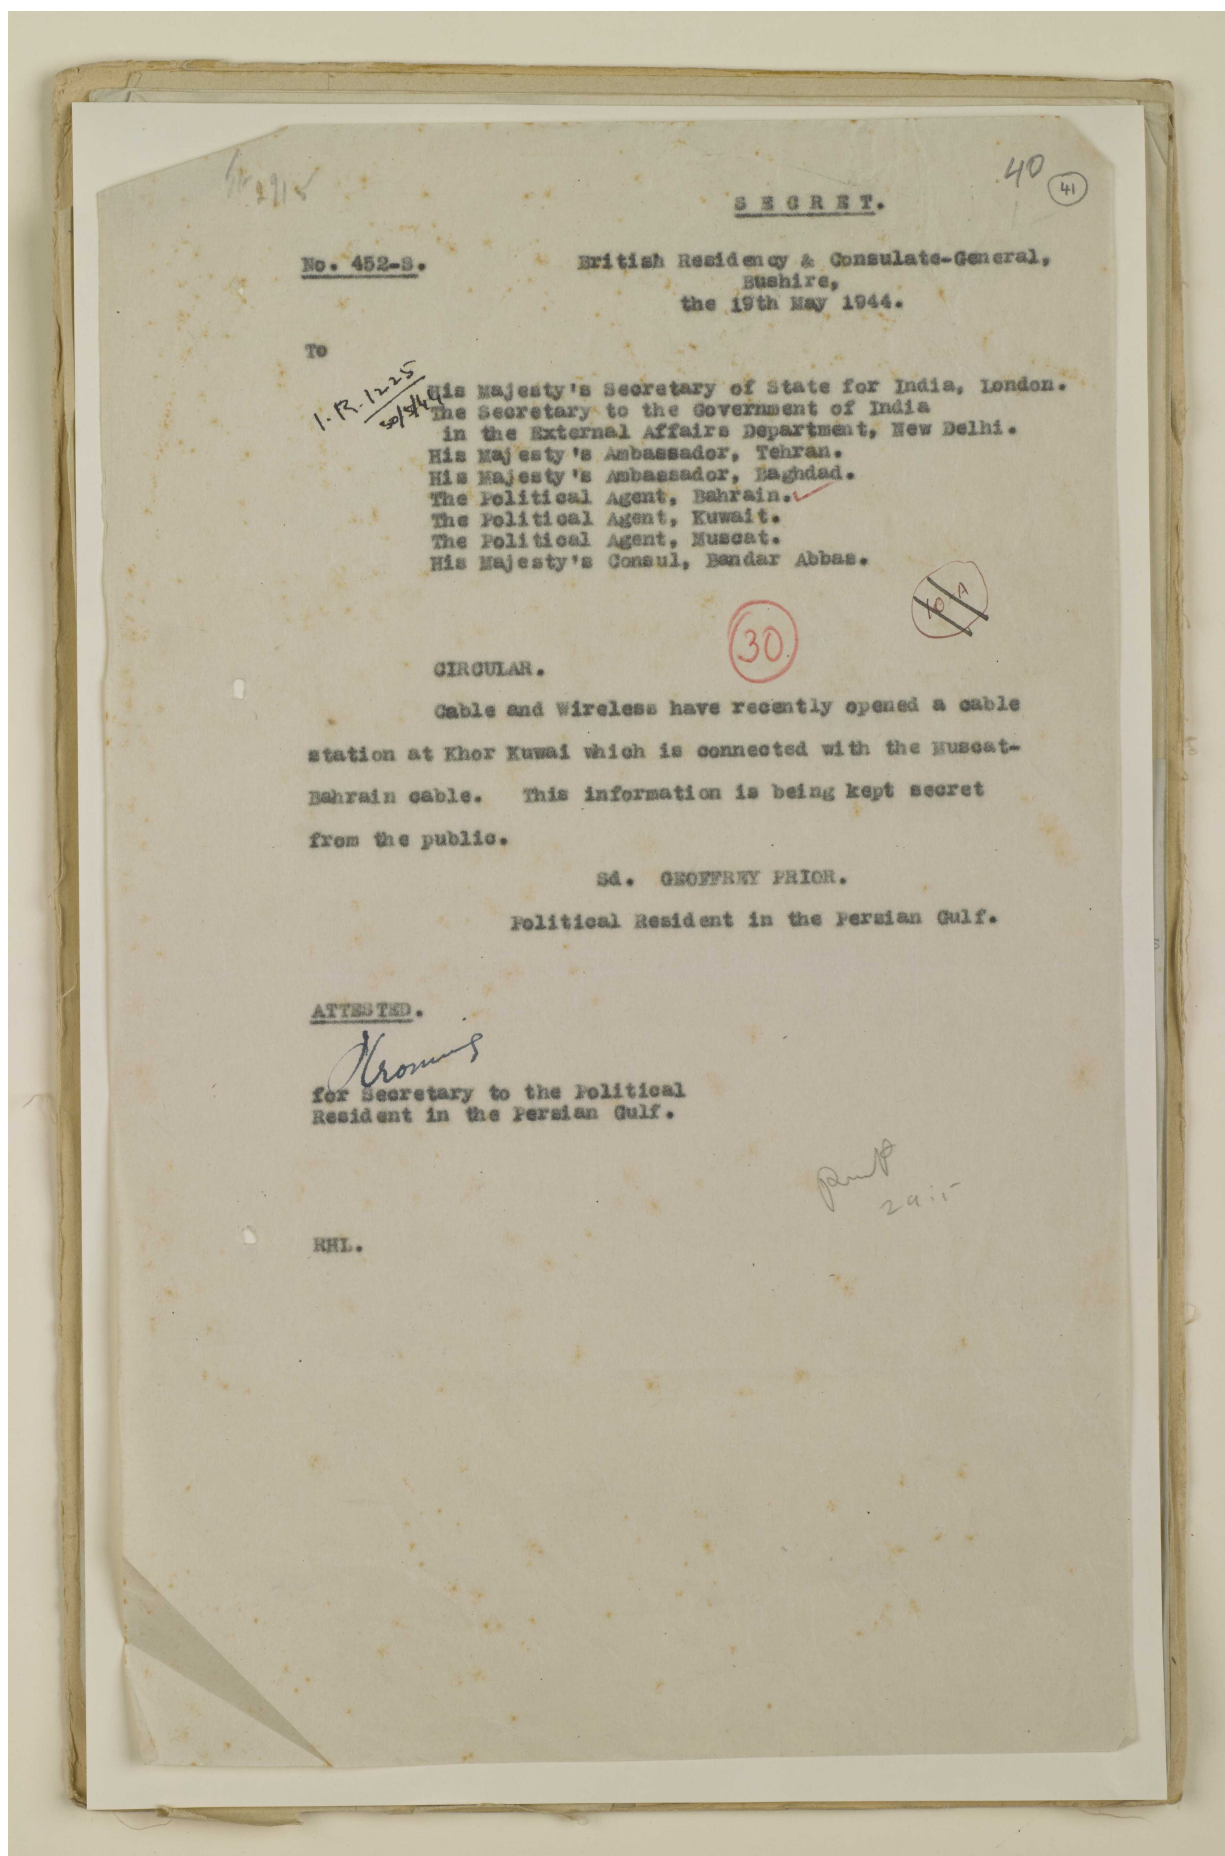 40
41
SECRET.
No. 452-S.
British Residency & Consulate-General,
Bushire,
the 19th May 1944.
To
I.R. 1225
30/5/44
His Majesty's Secretary of State for India, London.
The Secretary to the Government of India
in the External Affairs Department, New Delhi.
His Majesty's Ambassador, Tehran.
His Majesty's Ambassador, Baghdad.
The Political Agent, Bahrain.
The Political Agent, Kuwait.
The Political Agent, Muscat.
His Majesty's Consul, Bandar Abbas.
30
CIRCULAR.
Cable and Wireless have recently opened a cable
station at Khor Kuwai which is connected with the Muscat-
Bahrain cable. This information is being kept secret
from the public.
Sd. GEOFFREY PRIOR.
Political Resident in the Persian Gulf.
ATTESTED.
for Secretary to the Political
Resident in the Persian Gulf.
RHL.